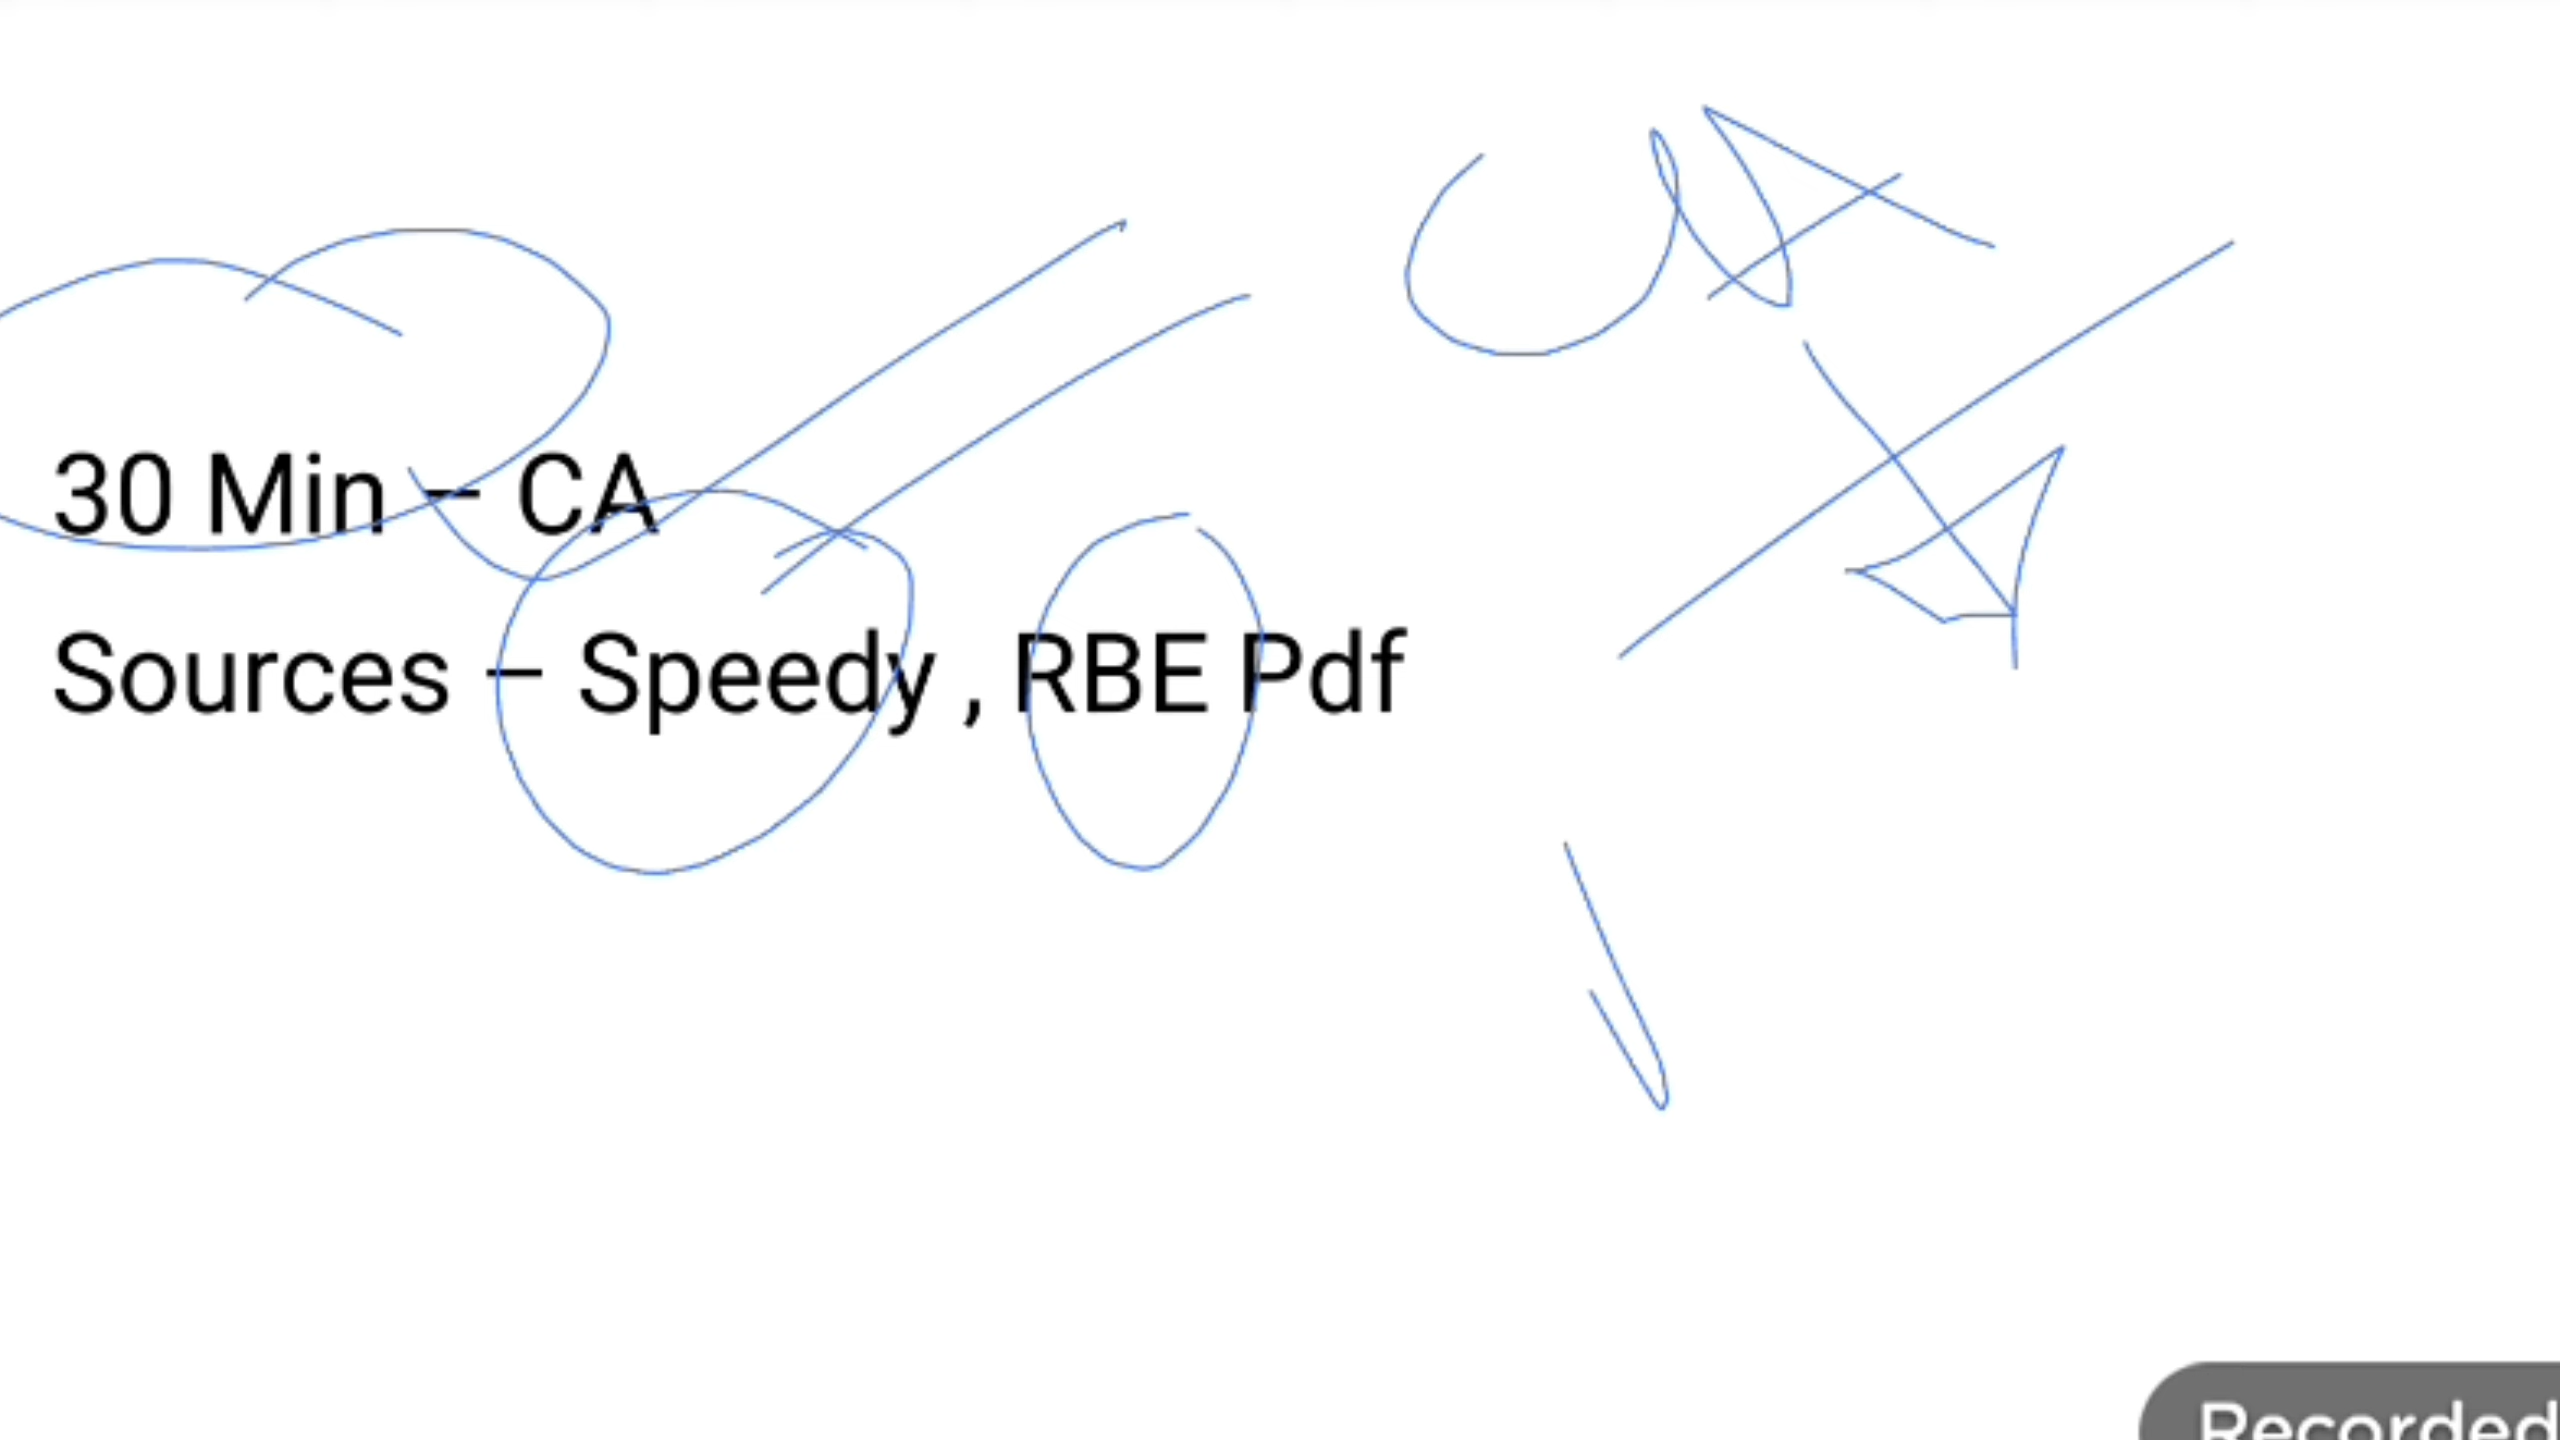 CA
30 Min – CA
Sources – Speedy , RBE Pdf
Recorded